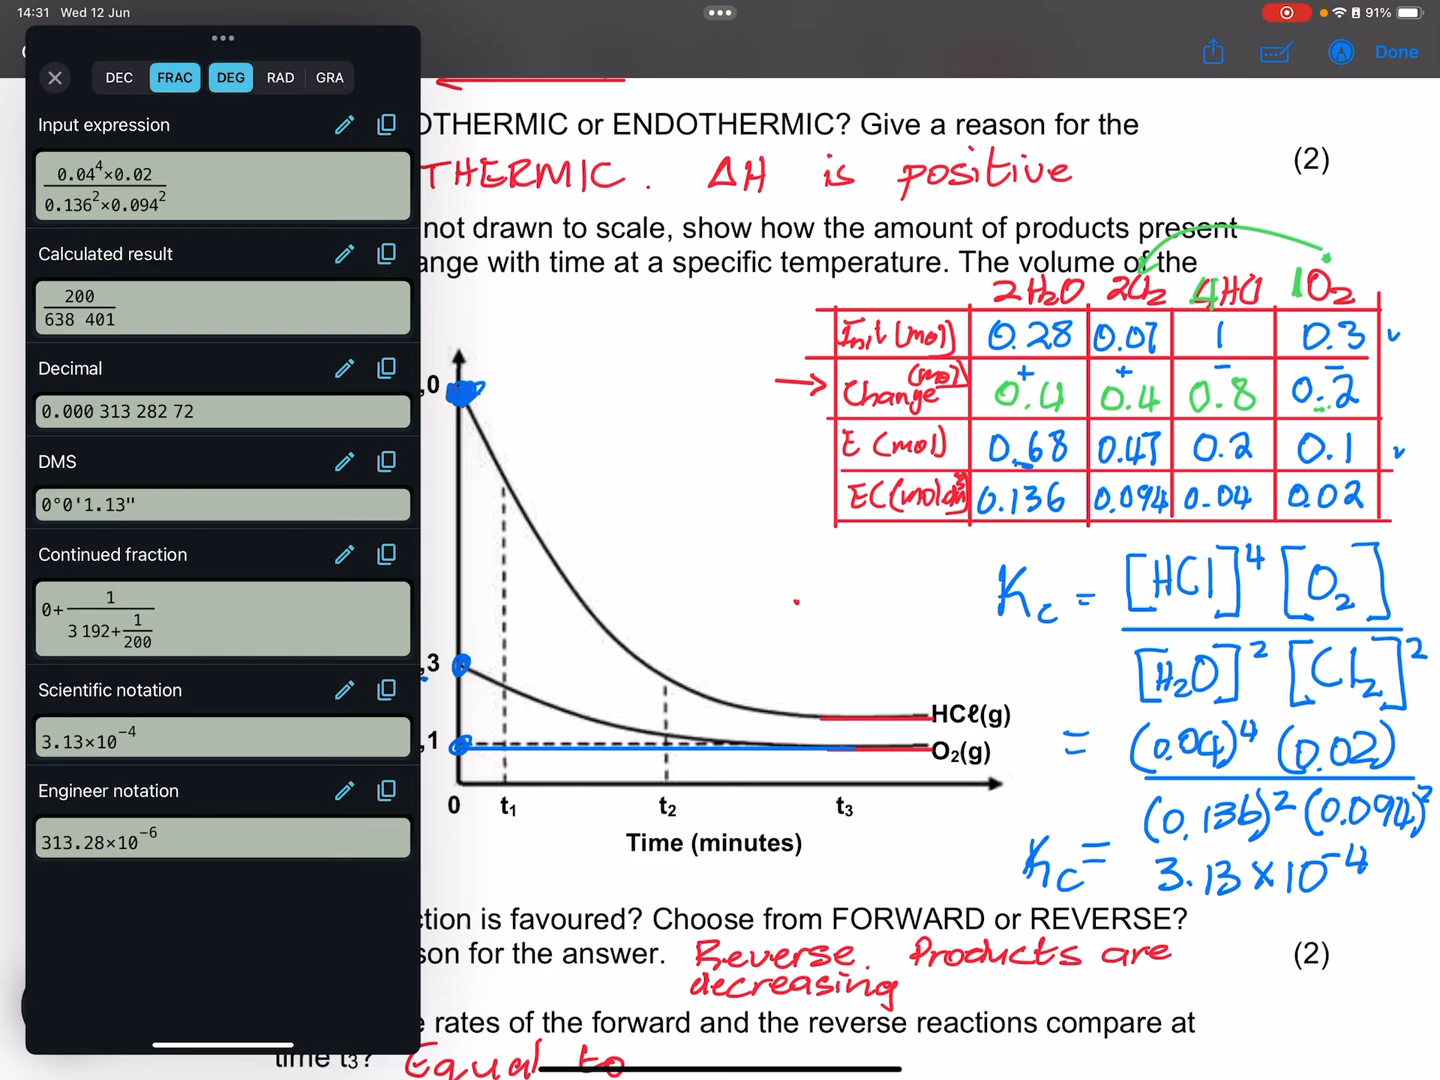 14:31 Wed 12 Jun
91%
Done
DEC FRAC DEG RAD GRA
Input expression
0.04⁴×0.02
0.136²×0.094²
Calculated result
200
638 401
Decimal
0.000 313 282 72
DMS
0°0'1.13"
Continued fraction
0+ 1
3 192+ 1
200
Scientific notation
3.13×10⁻⁴
Engineer notation
313.28×10⁻⁶
OTHERMIC or ENDOTHERMIC? Give a reason for the
THERMIC. ΔH is positive (2)
not drawn to scale, show how the amount of products present
ange with time at a specific temperature. The volume of the
2H₂O 2Cl₂ 4HCl 1O₂
Init (mol) 0.28 0.07 1 0.3
Change (mol) +0.4 +0.4 -0.8 -0.2
E (mol) 0.68 0.47 0.2 0.1
0.136 0.094 0.04 0.02
,0
,3
,1
HCℓ(g)
O₂(g)
0 t₁ t₂ t₃
Time (minutes)
Kc = [HCl]⁴ [O₂]
[H₂O]² [Cl₂]²
= (0.04)⁴ (0.02)
(0.136)² (0.094)²
Kc = 3.13 × 10⁻⁴
ction is favoured? Choose from FORWARD or REVERSE?
son for the answer. Reverse. Products are (2)
decreasing
e rates of the forward and the reverse reactions compare at
time t₃? Equal to